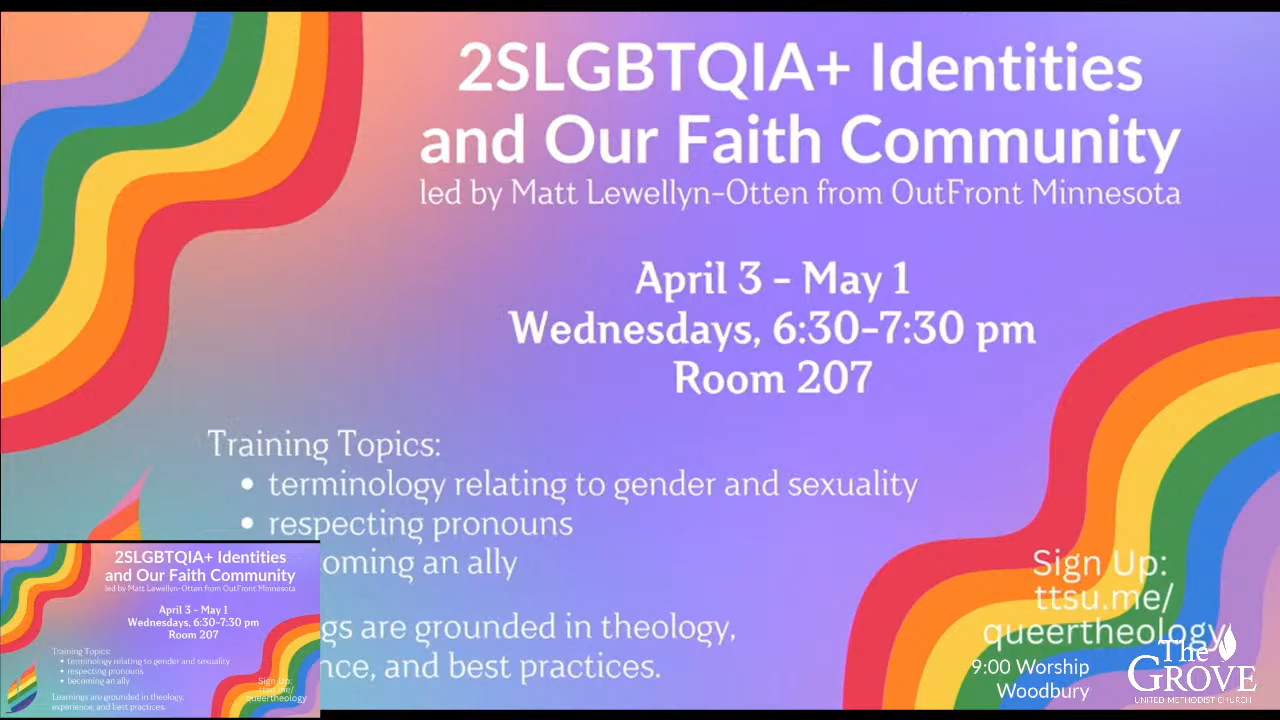 2SLGBTQIA+ Identities
and Our Faith Community
led by Matt Lewellyn-Otten from OutFront Minnesota
April 3 - May 1
Wednesdays, 6:30-7:30 pm
Room 207
Training Topics:
• terminology relating to gender and sexuality
• respecting pronouns
oming an ally
gs are grounded in theology,
nce, and best practices.
Sign Up:
ttsu.me/
queertheology
9:00 Worship
Woodbury
The
GROVE
UNITED METHODIST CHURCH
2SLGBTQIA+ Identities
and Our Faith Community
led by Matt Lewellyn-Otten from OutFront Minnesota
April 3 - May 1
Wednesdays, 6:30-7:30 pm
Room 207
Training Topics:
• terminology relating to gender and sexuality
• respecting pronouns
• becoming an ally
Learnings are grounded in theology,
experience, and best practices.
Sign Up:
ttsu.me/
queertheology